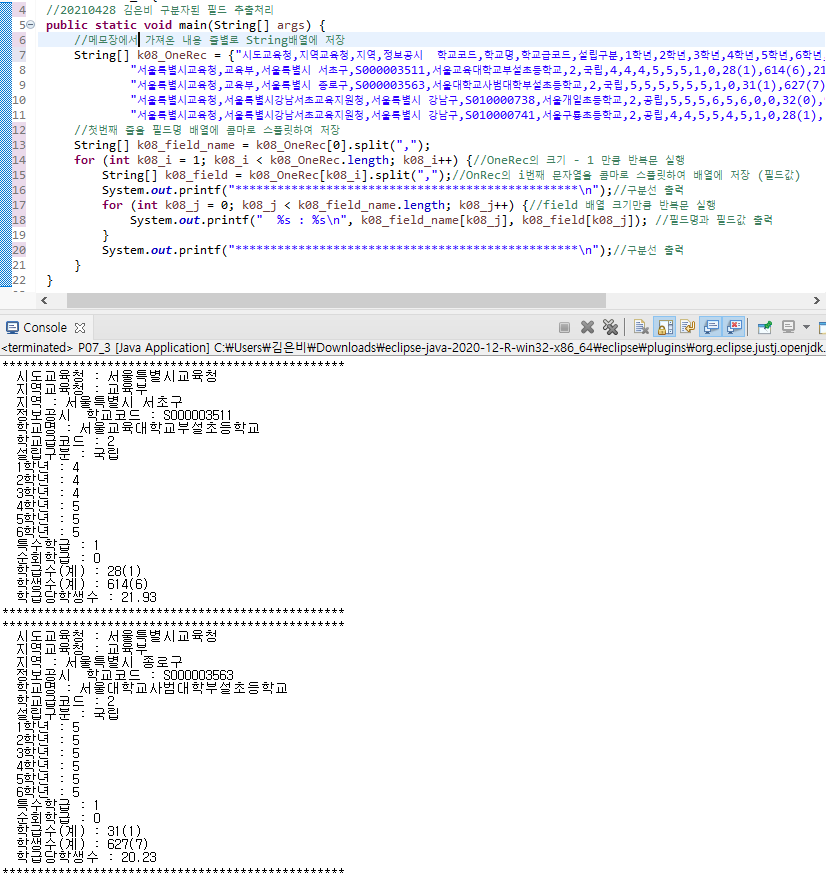 4 //20210428 김은비 구분자된 필드 추출처리
5 public static void main(String[] args) {
6 //메모장에서 가져온 내용 줄별로 String배열에 저장
7 String[] k08_OneRec = {"시도교육청,지역교육청,지역,정보공시  학교코드,학교명,학교급코드,설립구분,1학년,2학년,3학년,4학년,5학년,6학년,
8 "서울특별시교육청,교육부,서울특별시 서초구,S000003511,서울교육대학교부설초등학교,2,국립,4,4,4,5,5,5,1,0,28(1),614(6),21
9 "서울특별시교육청,교육부,서울특별시 종로구,S000003563,서울대학교사범대학부설초등학교,2,국립,5,5,5,5,5,5,1,0,31(1),627(7)
10 "서울특별시교육청,서울특별시강남서초교육지원청,서울특별시 강남구,S010000738,서울개일초등학교,2,공립,5,5,5,6,5,6,0,0,32(0),
11 "서울특별시교육청,서울특별시강남서초교육지원청,서울특별시 강남구,S010000741,서울구룡초등학교,2,공립,4,4,5,5,4,5,1,0,28(1),
12 //첫번째 줄을 필드명 배열에 콤마로 스플릿하여 저장
13 String[] k08_field_name = k08_OneRec[0].split(",");
14 for (int k08_i = 1; k08_i < k08_OneRec.length; k08_i++) {//OneRec의 크기 - 1 만큼 반복문 실행
15 String[] k08_field = k08_OneRec[k08_i].split(",");//OnRec의 i번째 문자열을 콤마로 스플릿하여 배열에 저장 (필드값)
16 System.out.printf("*************************************************\n");//구분선 출력
17 for (int k08_j = 0; k08_j < k08_field_name.length; k08_j++) {//field 배열 크기만큼 반복문 실행
18 System.out.printf("  %s : %s\n", k08_field_name[k08_j], k08_field[k08_j]); //필드명과 필드값 출력
19 }
20 System.out.printf("*************************************************\n");//구분선 출력
21 }
22 }
Console
<terminated> P07_3 [Java Application] C:₩Users₩김은비₩Downloads₩eclipse-java-2020-12-R-win32-x86_64₩eclipse₩plugins₩org.eclipse.justj.openjdk.
*************************************************
시도교육청 : 서울특별시교육청
지역교육청 : 교육부
지역 : 서울특별시 서초구
정보공시  학교코드 : S000003511
학교명 : 서울교육대학교부설초등학교
학교급코드 : 2
설립구분 : 국립
1학년 : 4
2학년 : 4
3학년 : 4
4학년 : 5
5학년 : 5
6학년 : 5
특수학급 : 1
순회학급 : 0
학급수(계) : 28(1)
학생수(계) : 614(6)
학급당학생수 : 21.93
*************************************************
*************************************************
시도교육청 : 서울특별시교육청
지역교육청 : 교육부
지역 : 서울특별시 종로구
정보공시  학교코드 : S000003563
학교명 : 서울대학교사범대학부설초등학교
학교급코드 : 2
설립구분 : 국립
1학년 : 5
2학년 : 5
3학년 : 5
4학년 : 5
5학년 : 5
6학년 : 5
특수학급 : 1
순회학급 : 0
학급수(계) : 31(1)
학생수(계) : 627(7)
학급당학생수 : 20.23
*************************************************